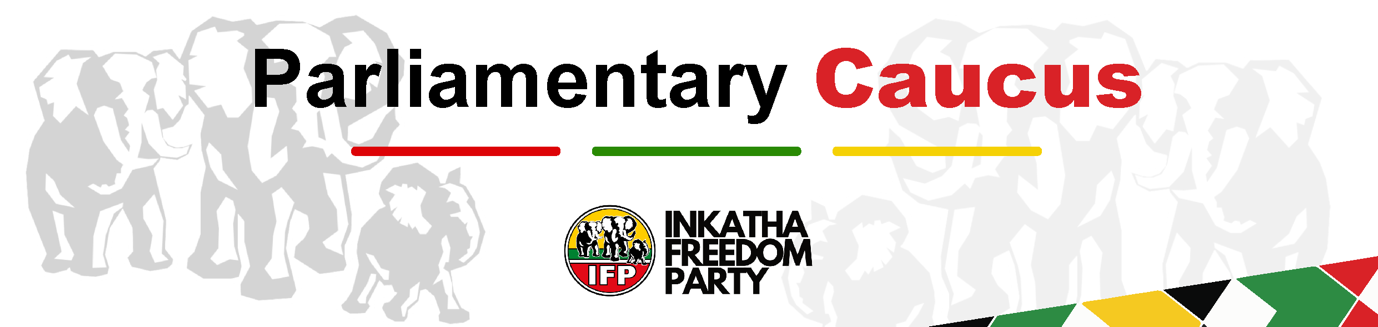 Parliamentary Caucus
IFP
INKATHA
FREEDOM
PARTY